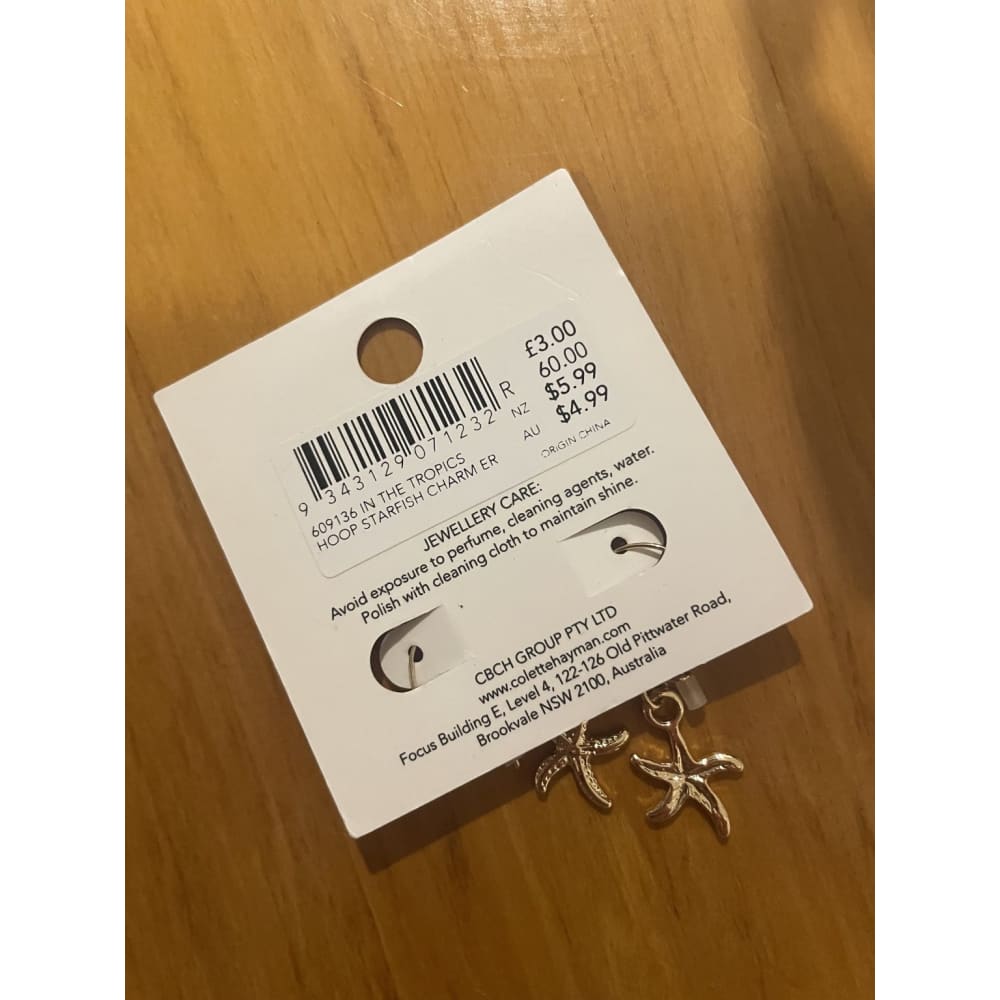 £3.00
R 60.00
NZ $5.99
AU $4.99
ORIGIN CHINA
9 343129 071232
609136 IN THE TROPICS
HOOP STARFISH CHARM ER
JEWELLERY CARE:
Avoid exposure to perfume, cleaning agents, water.
Polish with cleaning cloth to maintain shine.
CBCH GROUP PTY LTD
www.colettehayman.com
Focus Building E, Level 4, 122-126 Old Pittwater Road,
Brookvale NSW 2100, Australia